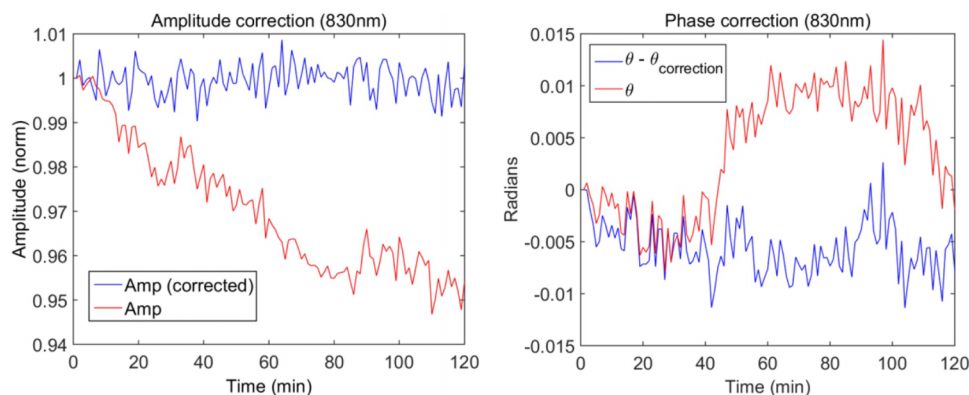 Amplitude correction (830nm)
1.01
1
0.99
0.98
0.97
0.96
0.95
0.94
Amplitude (norm)
Amp (corrected)
Amp
0 20 40 60 80 100 120
Time (min)
Phase correction (830nm)
0.015
0.01
0.005
0
-0.005
-0.01
-0.015
Radians
θ - θcorrection
θ
0 20 40 60 80 100 120
Time (min)